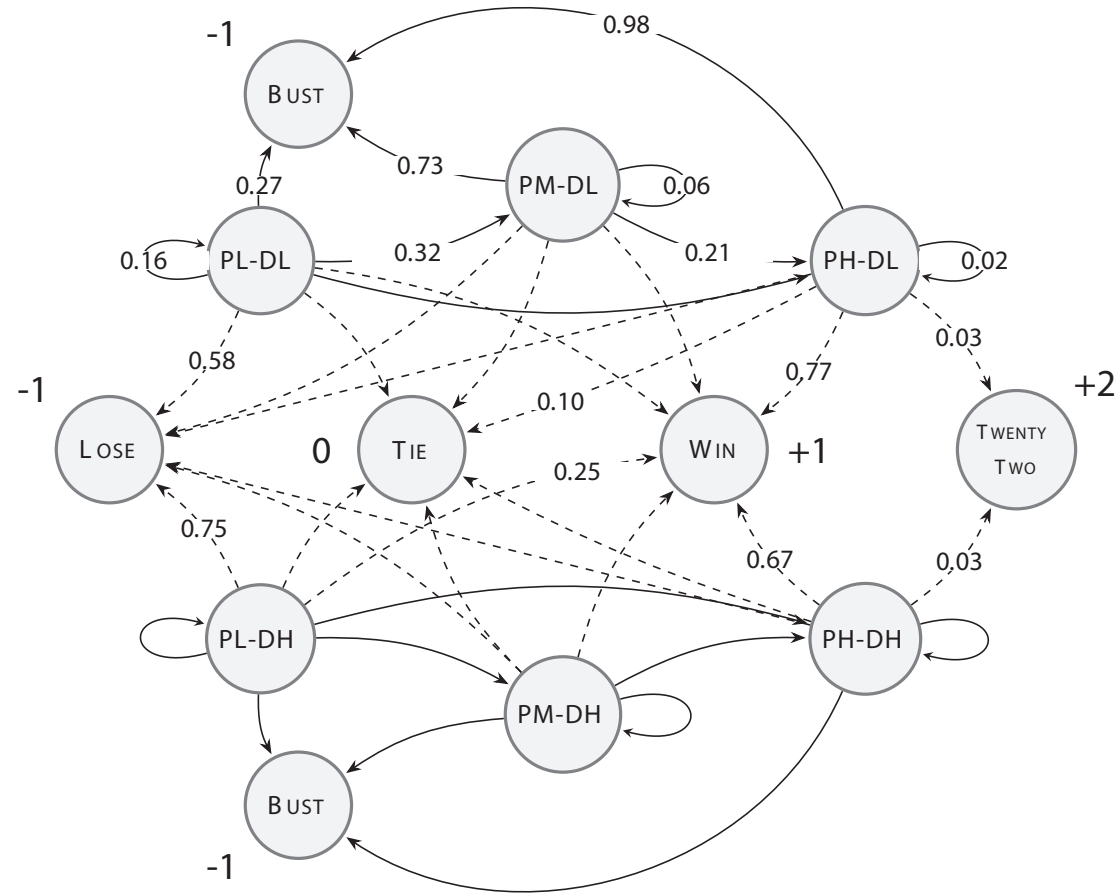 -1
0.98
BUST
0.73
PM-DL
0.06
0.27
0.16
PL-DL
0.32
0.21
PH-DL
0.02
0.58
0.03
0.77
-1
+2
0.10
LOSE
0
TIE
WIN
+1
TWENTY
TWO
0.25
0.75
0.67
0.03
PL-DH
PH-DH
PM-DH
BUST
-1